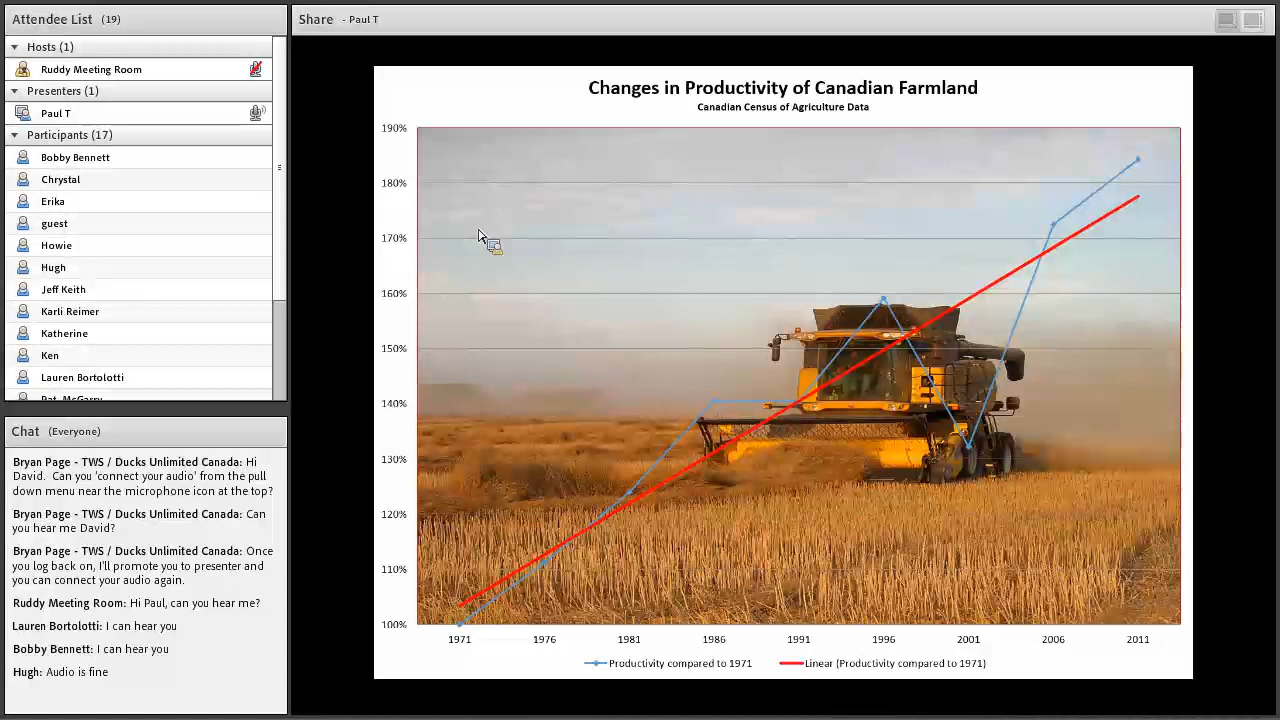 Attendee List (19)
Hosts (1)
Ruddy Meeting Room
Presenters (1)
Paul T
Participants (17)
Bobby Bennett
Chrystal
Erika
guest
Howie
Hugh
Jeff Keith
Karli Reimer
Katherine
Ken
Lauren Bortolotti
Pat McGarry
Chat (Everyone)
Bryan Page - TWS / Ducks Unlimited Canada: Hi
David. Can you 'connect your audio' from the pull
down menu near the microphone icon at the top?
Bryan Page - TWS / Ducks Unlimited Canada: Can
you hear me David?
Bryan Page - TWS / Ducks Unlimited Canada: Once
you log back on, I'll promote you to presenter and
you can connect your audio again.
Ruddy Meeting Room: Hi Paul, can you hear me?
Lauren Bortolotti: I can hear you
Bobby Bennett: I can hear you
Hugh: Audio is fine
Share - Paul T
Changes in Productivity of Canadian Farmland
Canadian Census of Agriculture Data
190%
180%
170%
160%
150%
140%
130%
120%
110%
100%
1971 1976 1981 1986 1991 1996 2001 2006 2011
Productivity compared to 1971 Linear (Productivity compared to 1971)